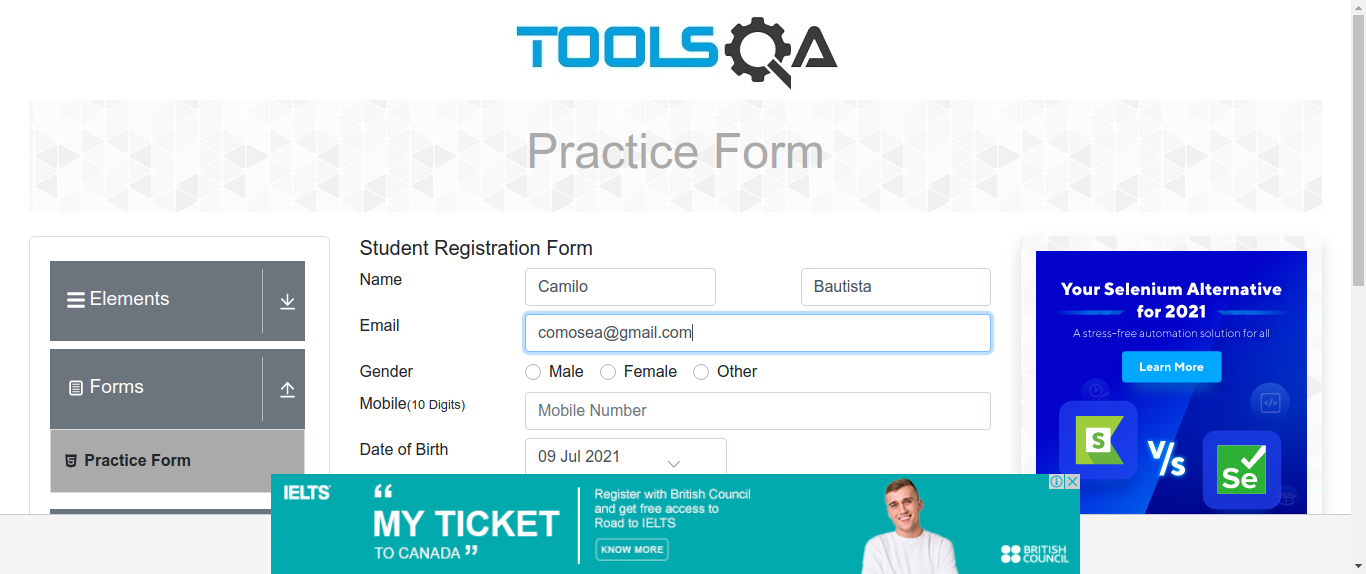 TOOLSQA
Practice Form
Elements
Forms
Practice Form
Student Registration Form
Name
Camilo
Bautista
Email
comosea@gmail.com
Gender
Male
Female
Other
Mobile(10 Digits)
Mobile Number
Date of Birth
09 Jul 2021
Your Selenium Alternative
for 2021
A stress-free automation solution for all
Learn More
S
V/s
Se
IELTS
“
MY TICKET
TO CANADA ”
Register with British Council
and get free access to
Road to IELTS
KNOW MORE
BRITISH
COUNCIL